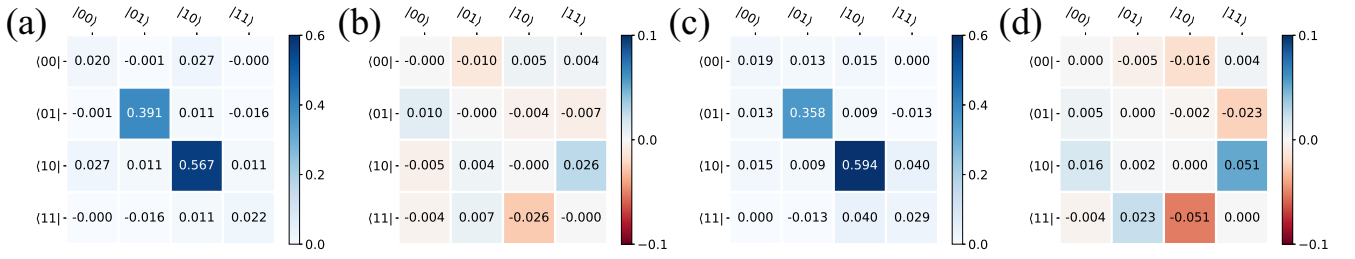 (a)
|00⟩ |01⟩ |10⟩ |11⟩
⟨00| 0.020 -0.001 0.027 -0.000
⟨01| -0.001 0.391 0.011 -0.016
⟨10| 0.027 0.011 0.567 0.011
⟨11| -0.000 -0.016 0.011 0.022
0.6
0.4
0.2
0.0
(b)
|00⟩ |01⟩ |10⟩ |11⟩
⟨00| -0.000 -0.010 0.005 0.004
⟨01| 0.010 -0.000 -0.004 -0.007
⟨10| -0.005 0.004 -0.000 0.026
⟨11| -0.004 0.007 -0.026 -0.000
0.1
0.0
−0.1
(c)
|00⟩ |01⟩ |10⟩ |11⟩
⟨00| 0.019 0.013 0.015 0.000
⟨01| 0.013 0.358 0.009 -0.013
⟨10| 0.015 0.009 0.594 0.040
⟨11| 0.000 -0.013 0.040 0.029
0.6
0.4
0.2
0.0
(d)
|00⟩ |01⟩ |10⟩ |11⟩
⟨00| 0.000 -0.005 -0.016 0.004
⟨01| 0.005 0.000 -0.002 -0.023
⟨10| 0.016 0.002 0.000 0.051
⟨11| -0.004 0.023 -0.051 0.000
0.1
0.0
−0.1